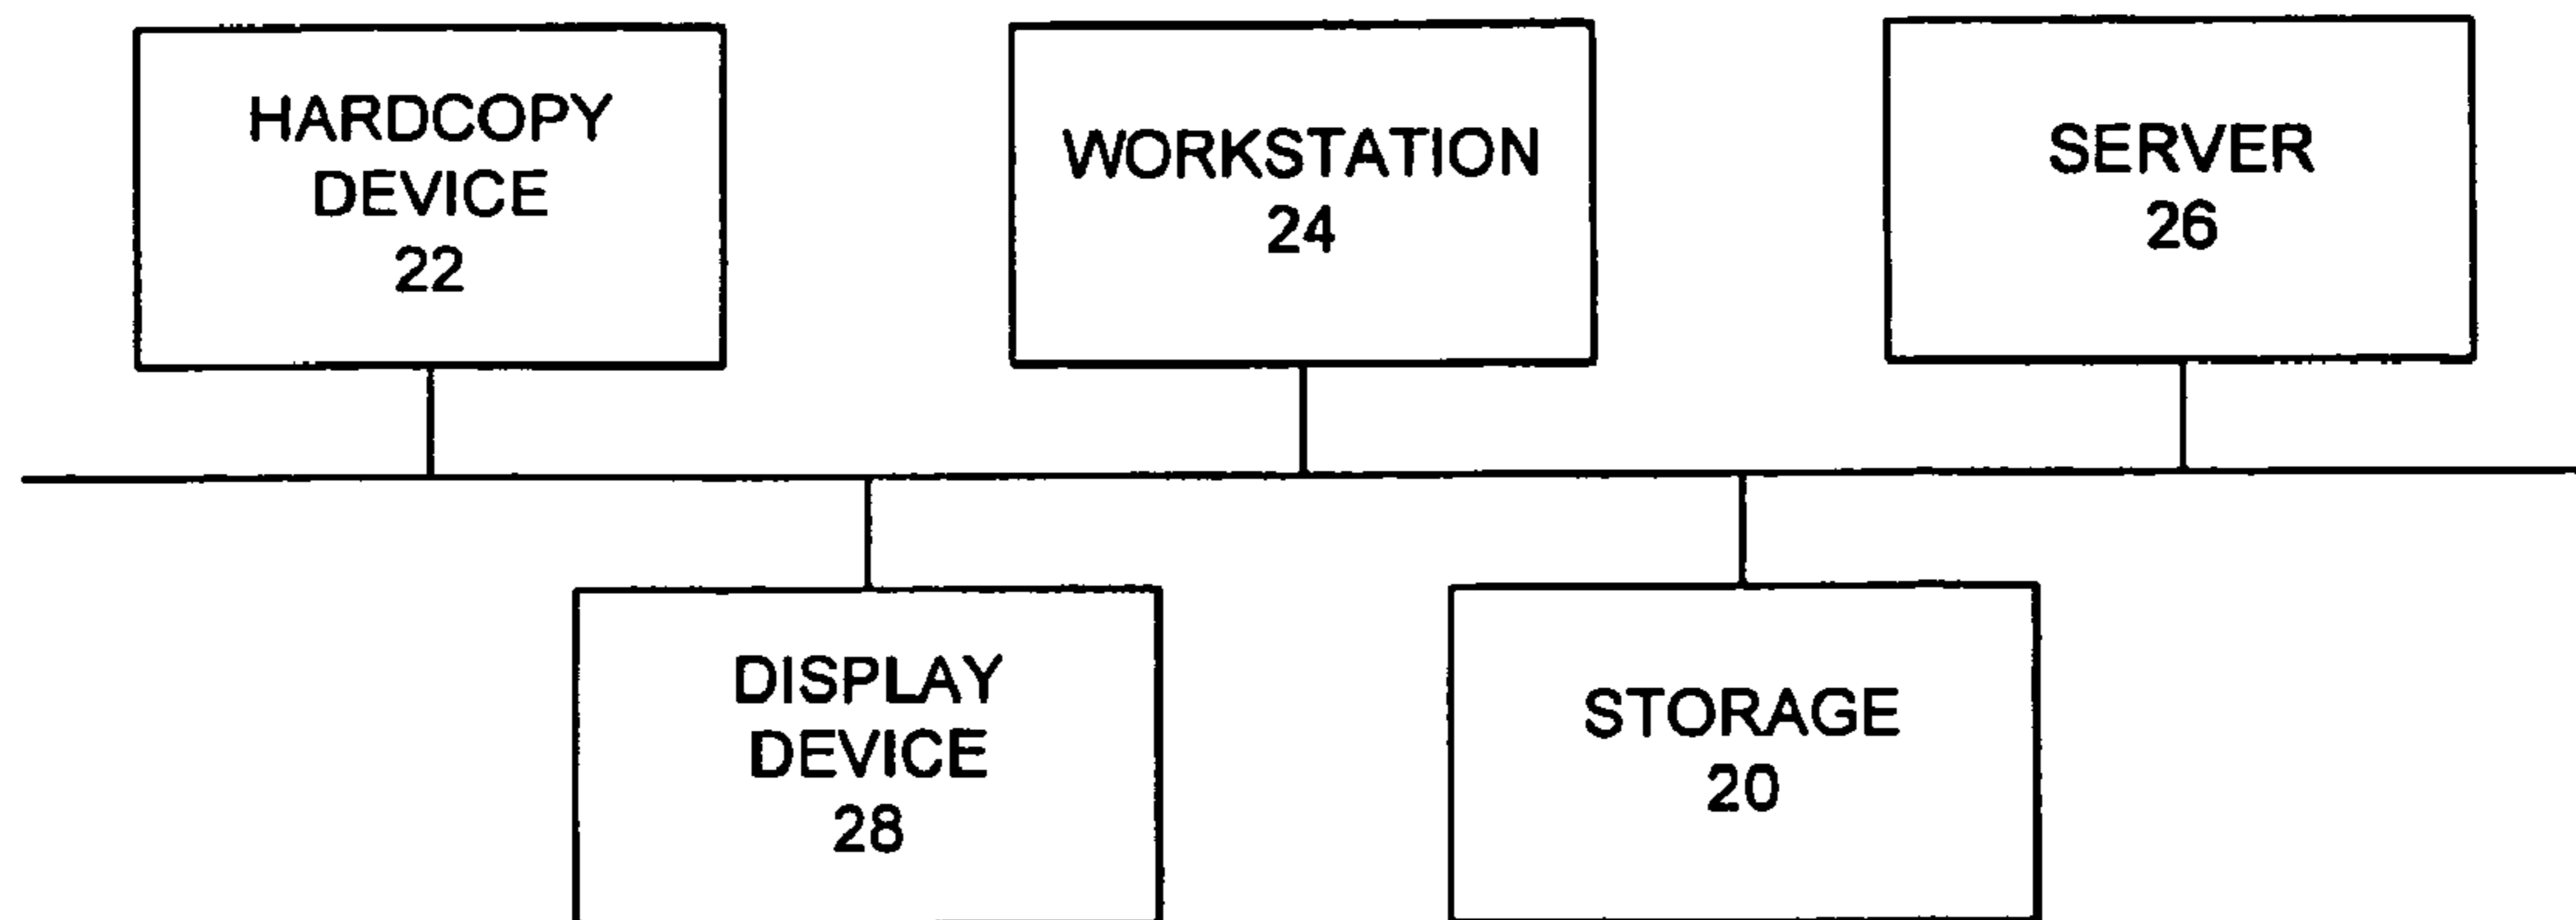 HARDCOPY
DEVICE
22
WORKSTATION
24
SERVER
26
DISPLAY
DEVICE
28
STORAGE
20